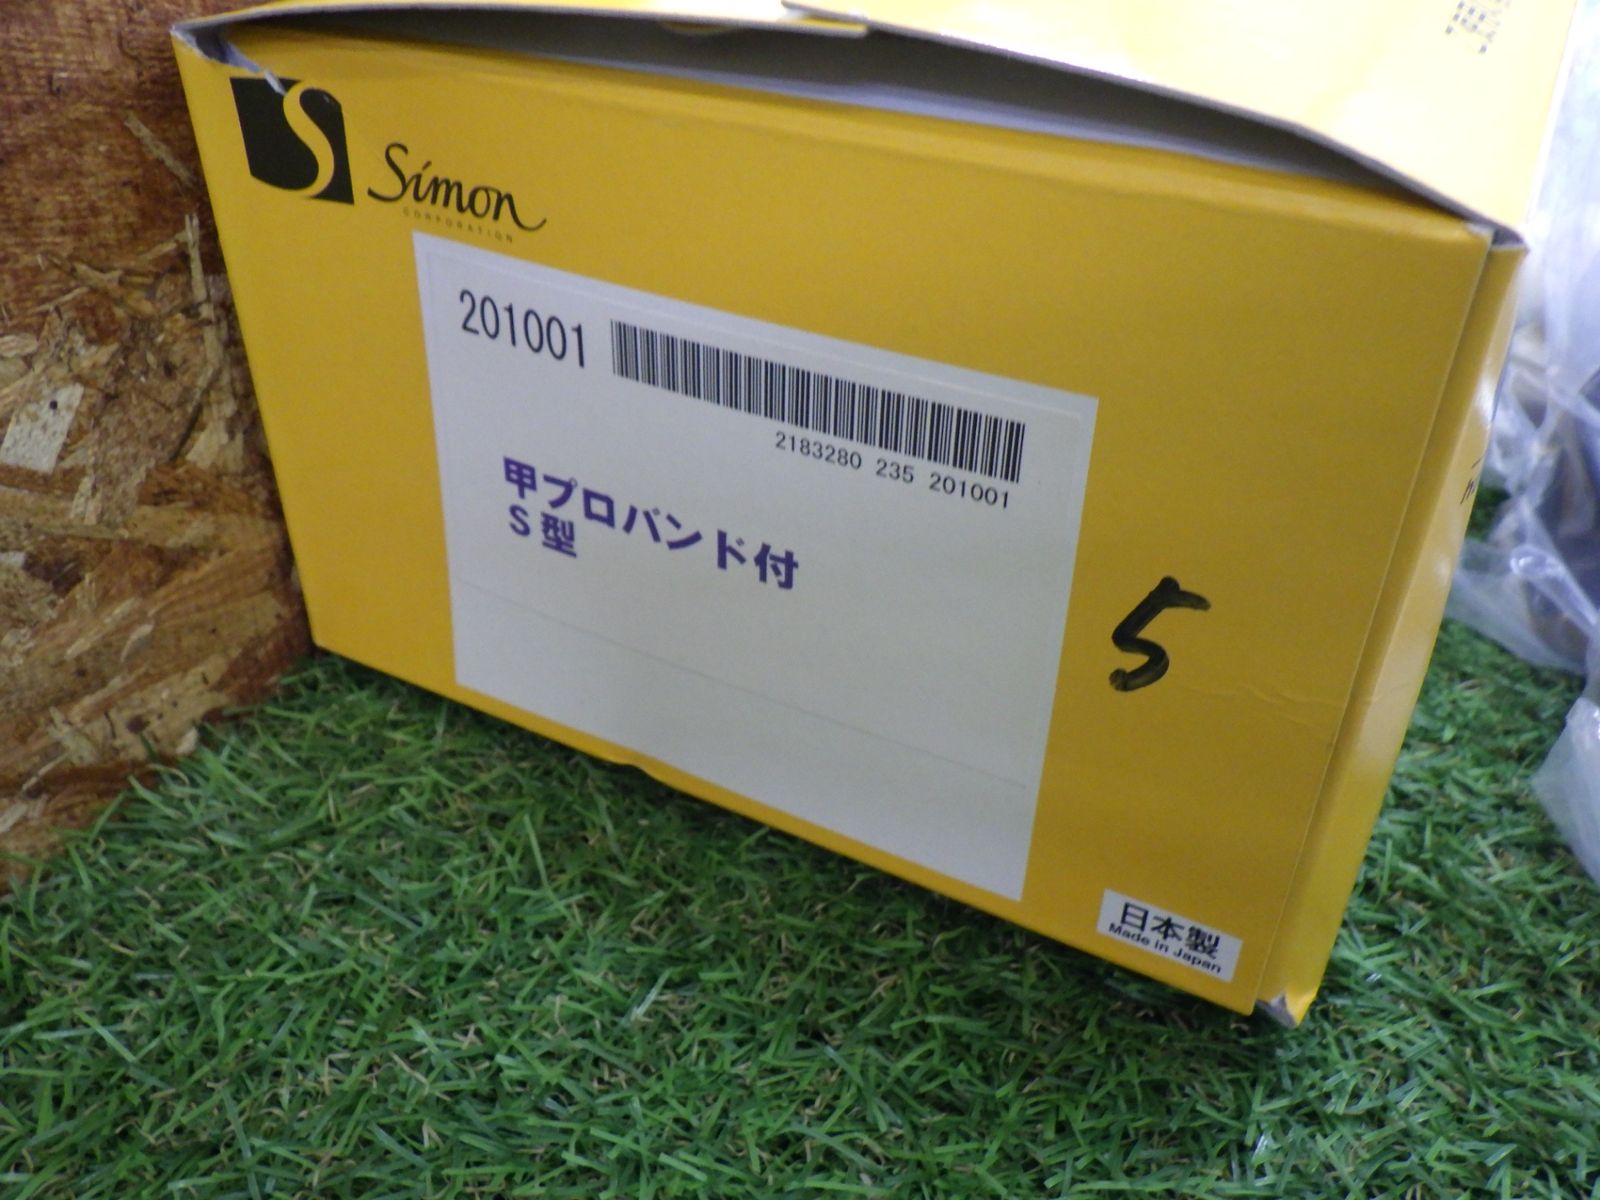 Simon
CORPORATION
201001
2183280 235 201001
甲プロバンド付
S型
5
日本製
Made in Japan